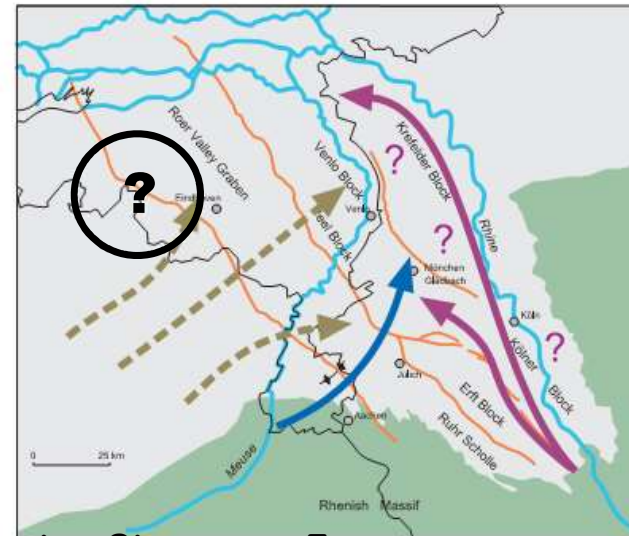 Roer Valley Graben
Krefelder Block
Venlo Block
?
?
Eindhoven
Venlo
Peel Block
Rhine
?
Mönchen
Gladbach
Köln
Kölner
Block
?
Jülich
Erft Block
Ruhr Scholle
Aachen
0 25 km
Meuse
Rhenish Massif